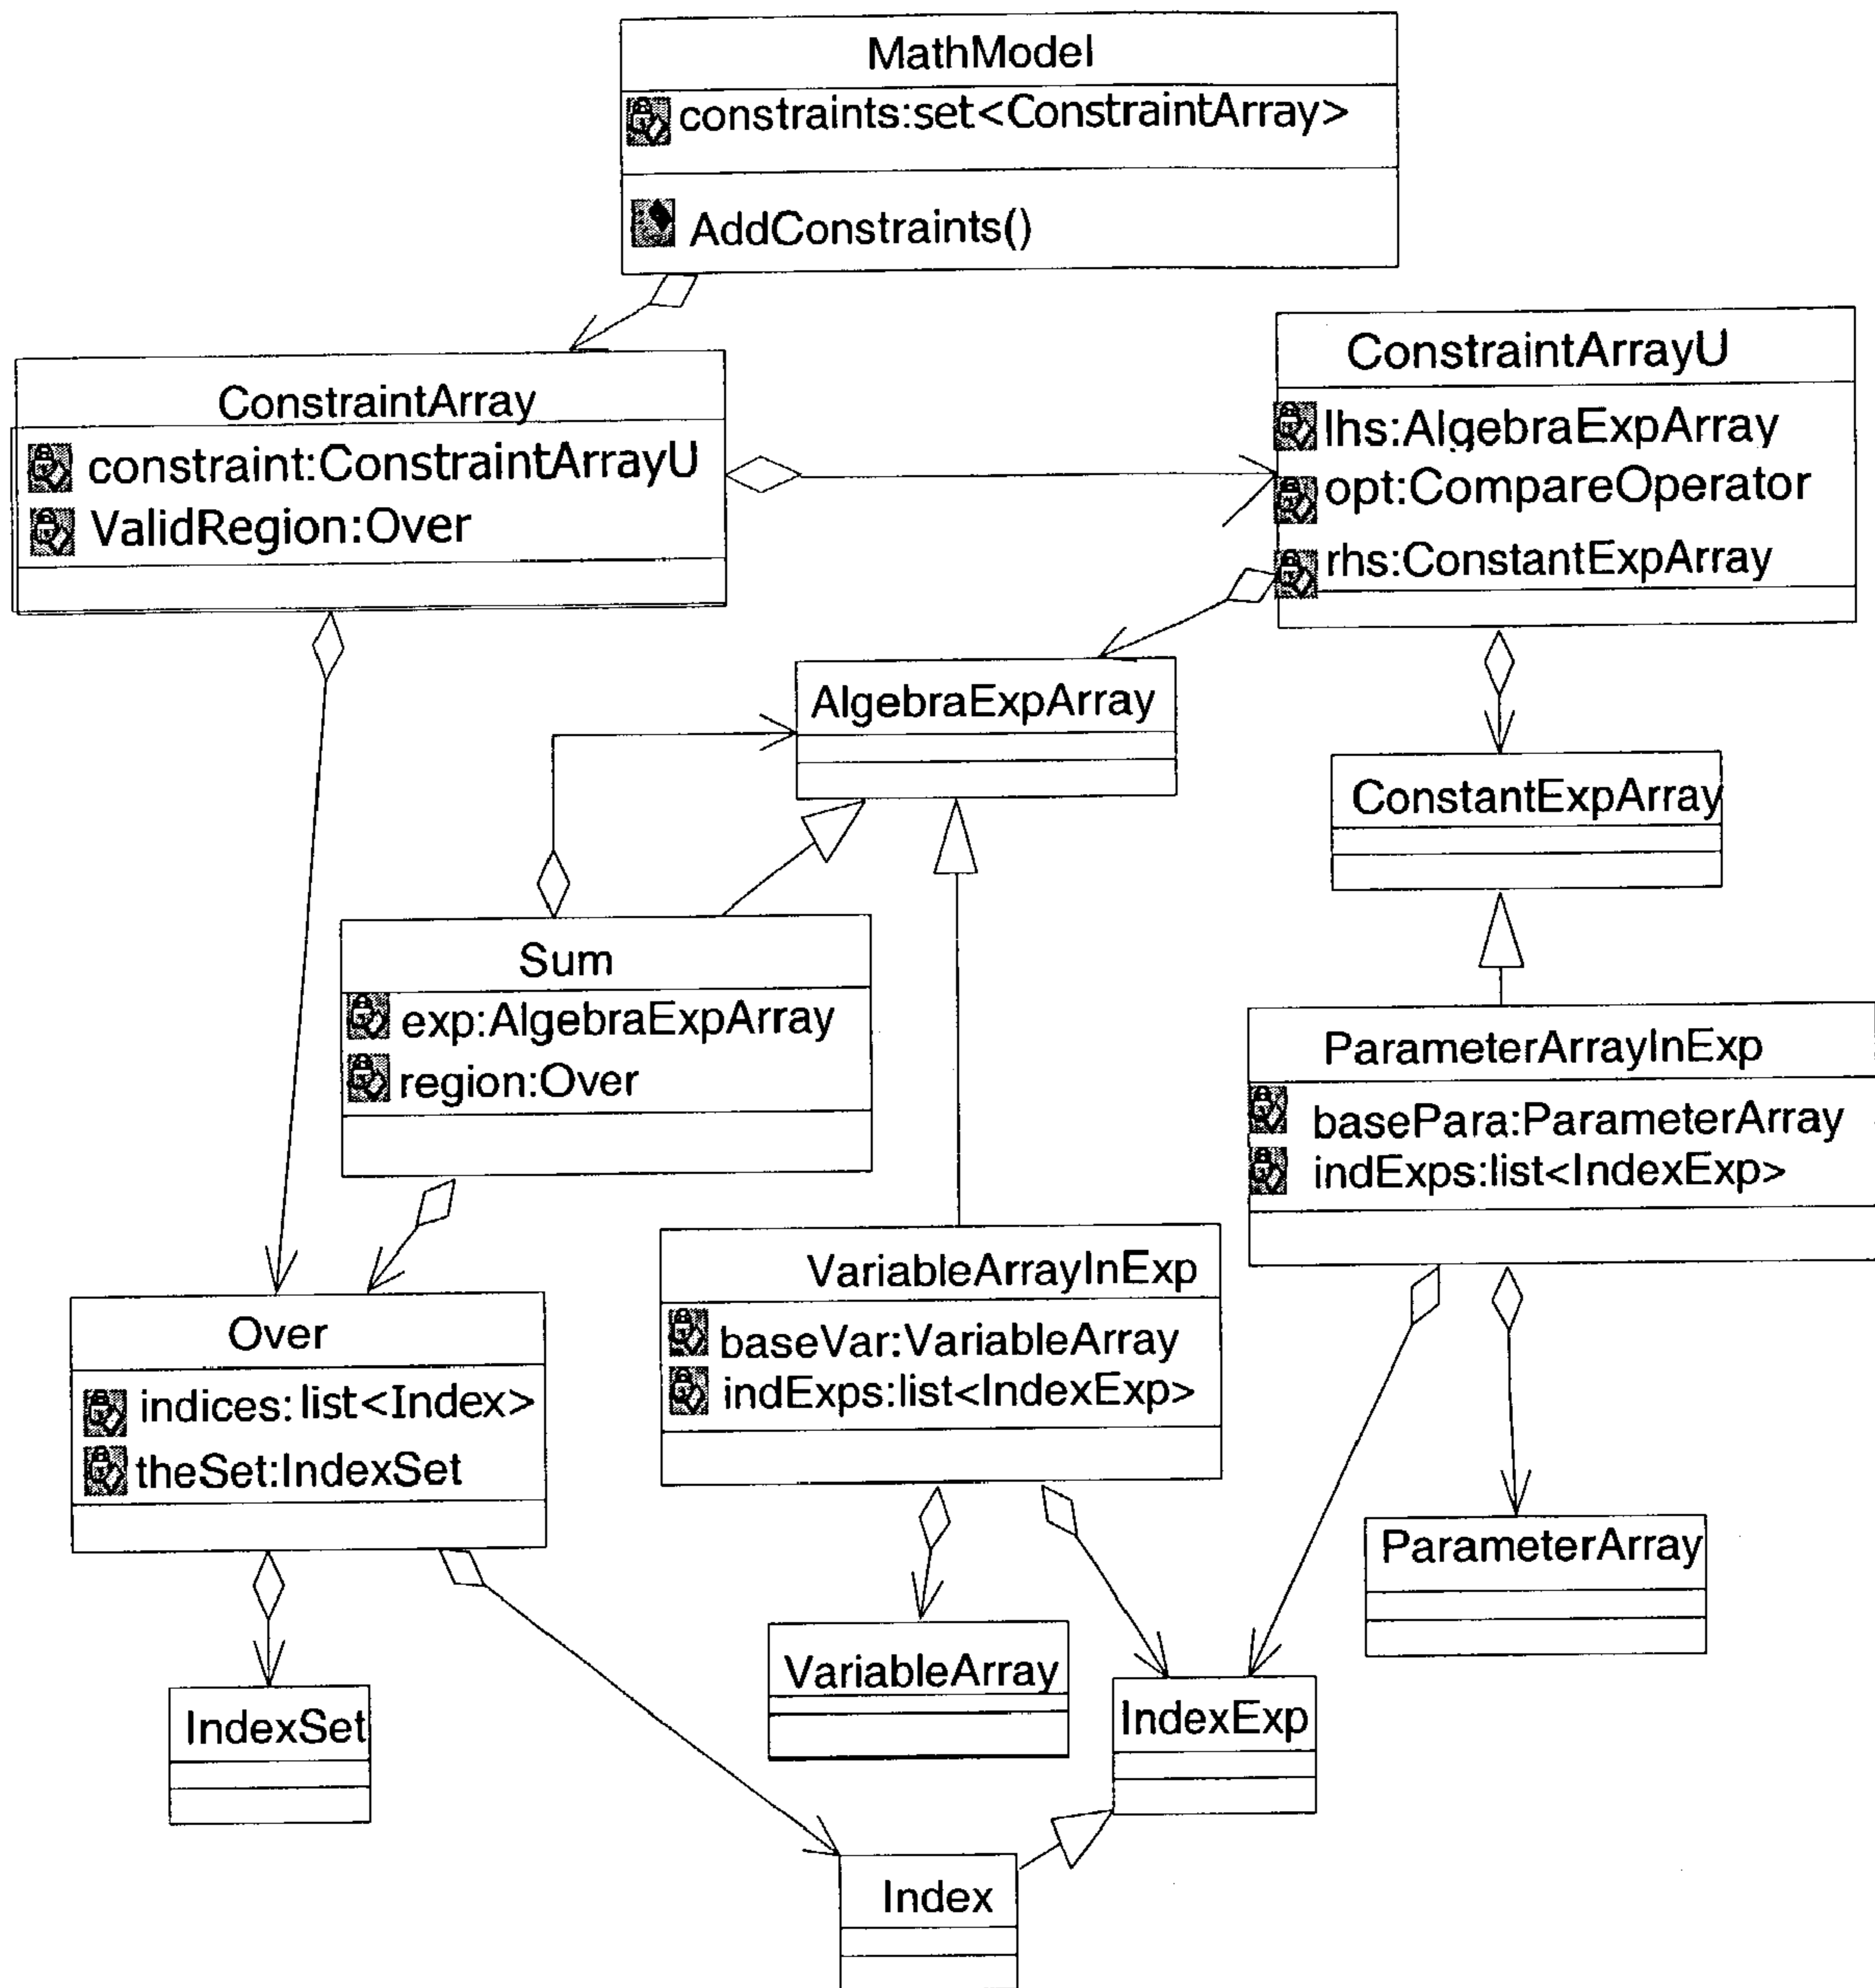 MathModel
constraints:set<ConstraintArray>
AddConstraints()
ConstraintArray
constraint:ConstraintArrayU
ValidRegion:Over
ConstraintArrayU
lhs:AlgebraExpArray
opt:CompareOperator
rhs:ConstantExpArray
AlgebraExpArray
ConstantExpArray
Sum
exp:AlgebraExpArray
region:Over
ParameterArrayInExp
basePara:ParameterArray
indExps:list<IndexExp>
VariableArrayInExp
baseVar:VariableArray
indExps:list<IndexExp>
Over
indices:list<Index>
theSet:IndexSet
ParameterArray
VariableArray
IndexExp
IndexSet
Index